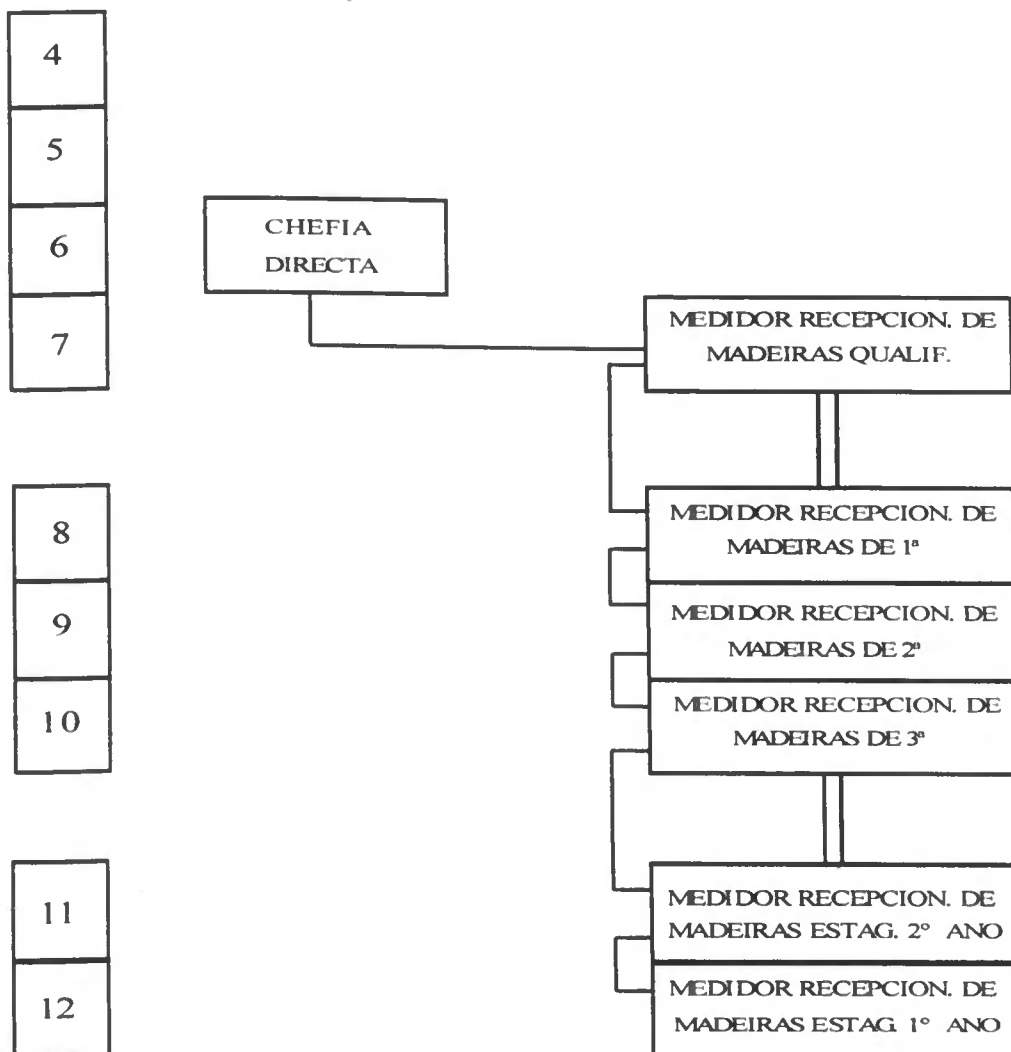 4
5
6
CHEFIA
DIRECTA
7
MEDIDOR RECEPCION. DE
MADEIRAS QUALIF.
8
MEDIDOR RECEPCION. DE
MADEIRAS DE 1ª
9
MEDIDOR RECEPCION. DE
MADEIRAS DE 2ª
10
MEDIDOR RECEPCION. DE
MADEIRAS DE 3ª
11
MEDIDOR RECEPCION. DE
MADEIRAS ESTAG. 2° ANO
12
MEDIDOR RECEPCION. DE
MADEIRAS ESTAG 1° ANO